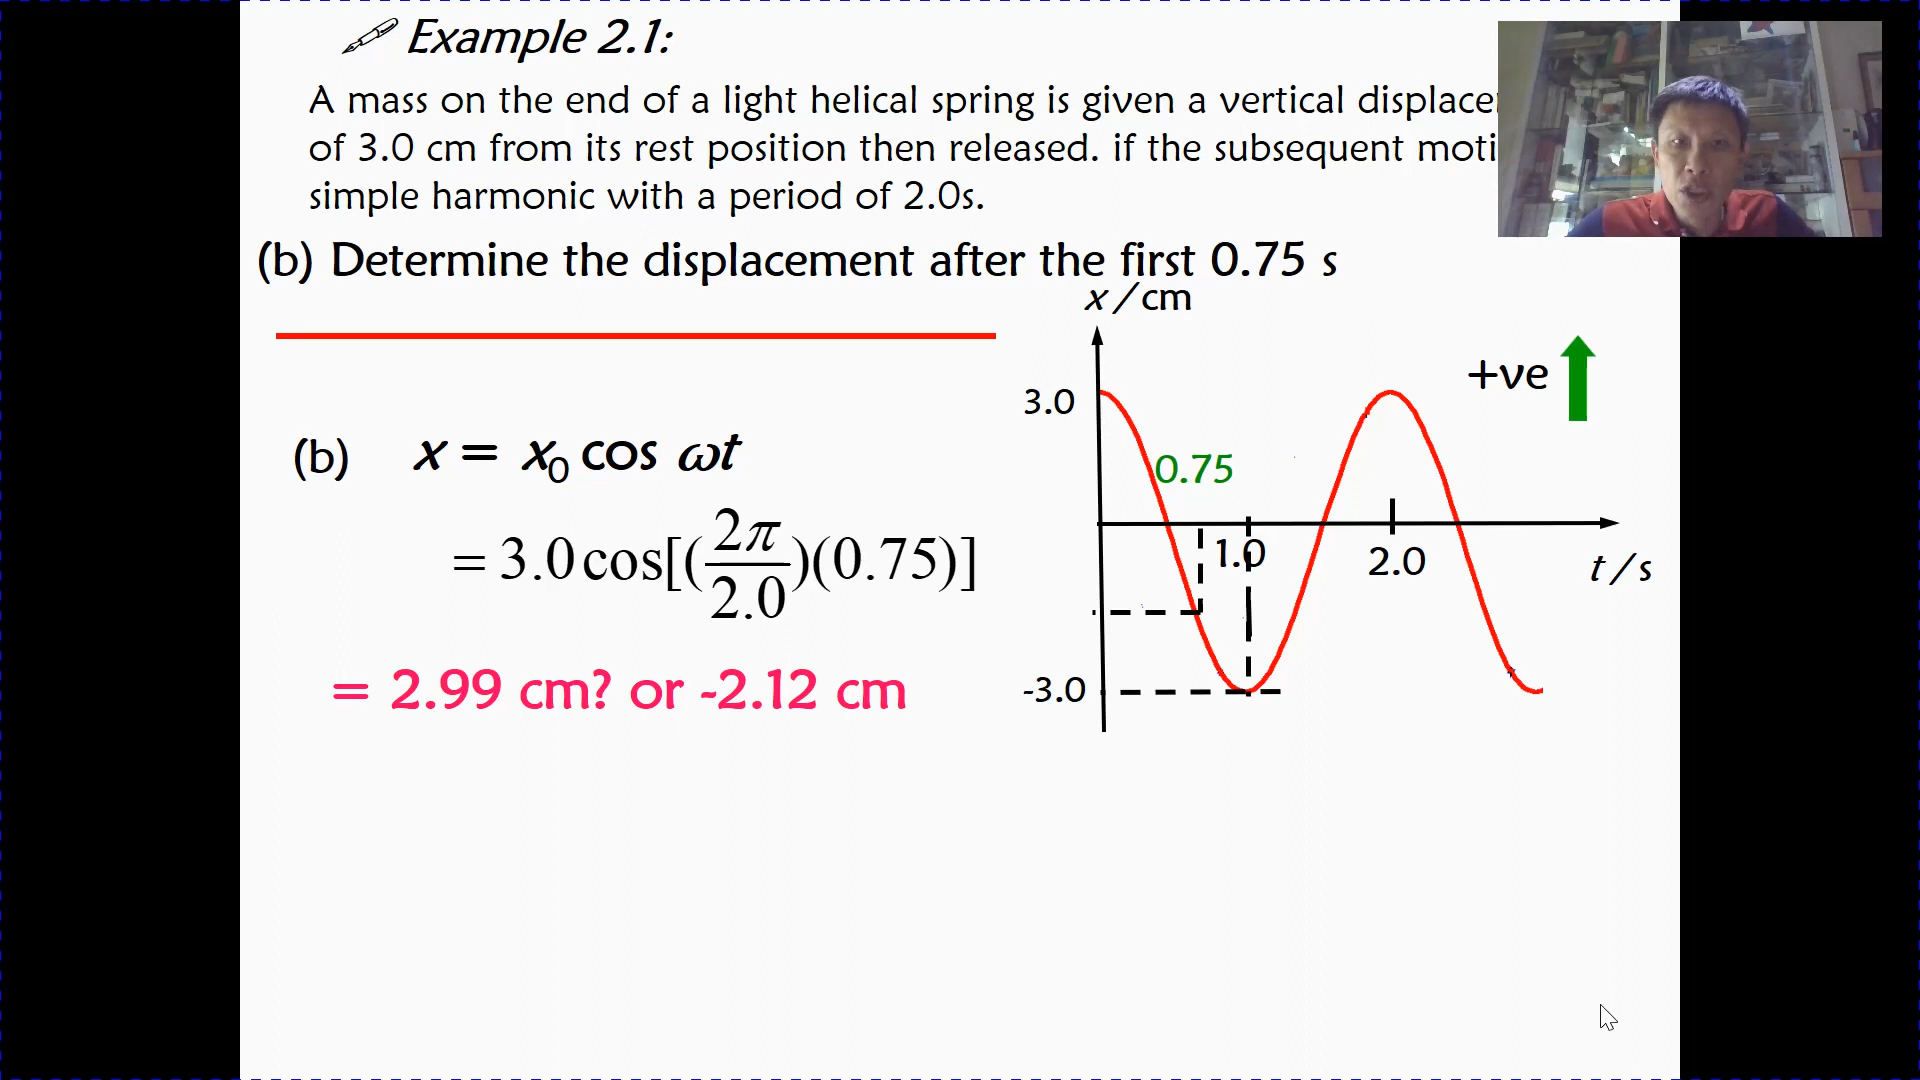 Example 2.1:
A mass on the end of a light helical spring is given a vertical
of 3.0 cm from its rest position then released. if the subsequent
simple harmonic with a period of 2.0s.
(b) Determine the displacement after the first 0.75 s
x / cm
+ve
3.0
(b) x = x₀ cos ωt
0.75
= 3.0 cos[(2π/2.0)(0.75)]
1.0
2.0
t / s
= 2.99 cm? or -2.12 cm
-3.0